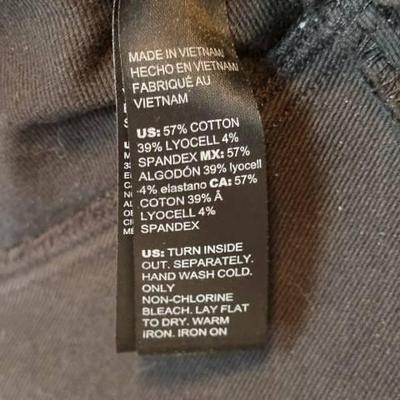 MADE IN VIETNAM/
HECHO EN VIETNAM/
FABRIQUÉ AU
VIETNAM
US: 57% COTTON
39% LYOCELL 4%
SPANDEX MX: 57%
ALGODÓN 39% lyocell
4% elastano CA: 57%
COTON 39% Â
LYOCELL 4%
SPANDEX
US: TURN INSIDE
OUT. SEPARATELY.
HAND WASH COLD.
ONLY
NON-CHLORINE
BLEACH. LAY FLAT
TO DRY. WARM
IRON. IRON ON